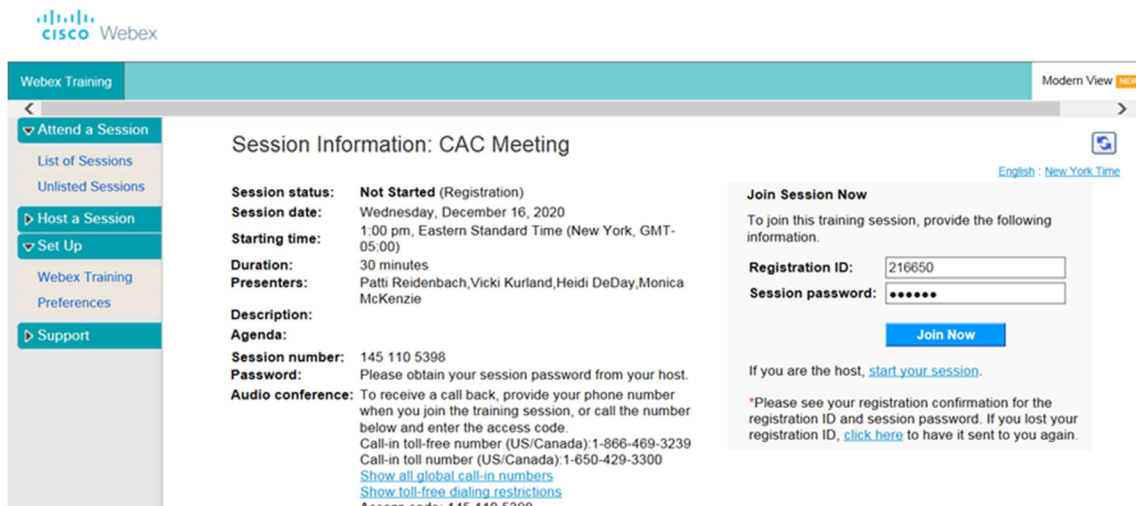 CISCO Webex
Webex Training
Modern View NEW
Attend a Session
List of Sessions
Unlisted Sessions
Host a Session
Set Up
Webex Training
Preferences
Support
Session Information: CAC Meeting
English : New York Time
Session status: Not Started (Registration)
Session date: Wednesday, December 16, 2020
Starting time: 1:00 pm, Eastern Standard Time (New York, GMT-
05:00)
Duration: 30 minutes
Presenters: Patti Reidenbach,Vicki Kurland,Heidi DeDay,Monica
McKenzie
Description:
Agenda:
Session number: 145 110 5398
Password: Please obtain your session password from your host.
Audio conference: To receive a call back, provide your phone number
when you join the training session, or call the number
below and enter the access code.
Call-in toll-free number (US/Canada):1-866-469-3239
Call-in toll number (US/Canada):1-650-429-3300
Show all global call-in numbers
Show toll-free dialing restrictions
Access code: 145 110 5398
Join Session Now
To join this training session, provide the following
information.
Registration ID: 216650
Session password: ●●●●●●
Join Now
If you are the host, start your session.
*Please see your registration confirmation for the
registration ID and session password. If you lost your
registration ID, click here to have it sent to you again.